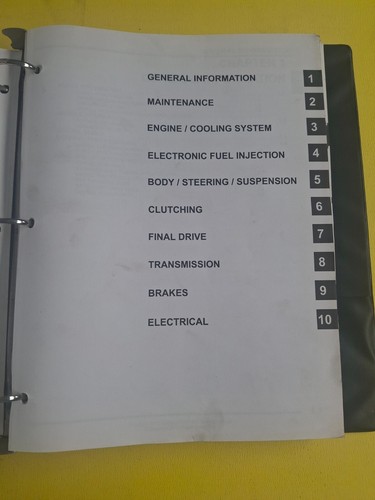 GENERAL INFORMATION 1
MAINTENANCE 2
ENGINE / COOLING SYSTEM 3
ELECTRONIC FUEL INJECTION 4
BODY / STEERING / SUSPENSION 5
CLUTCHING 6
FINAL DRIVE 7
TRANSMISSION 8
BRAKES 9
ELECTRICAL 10